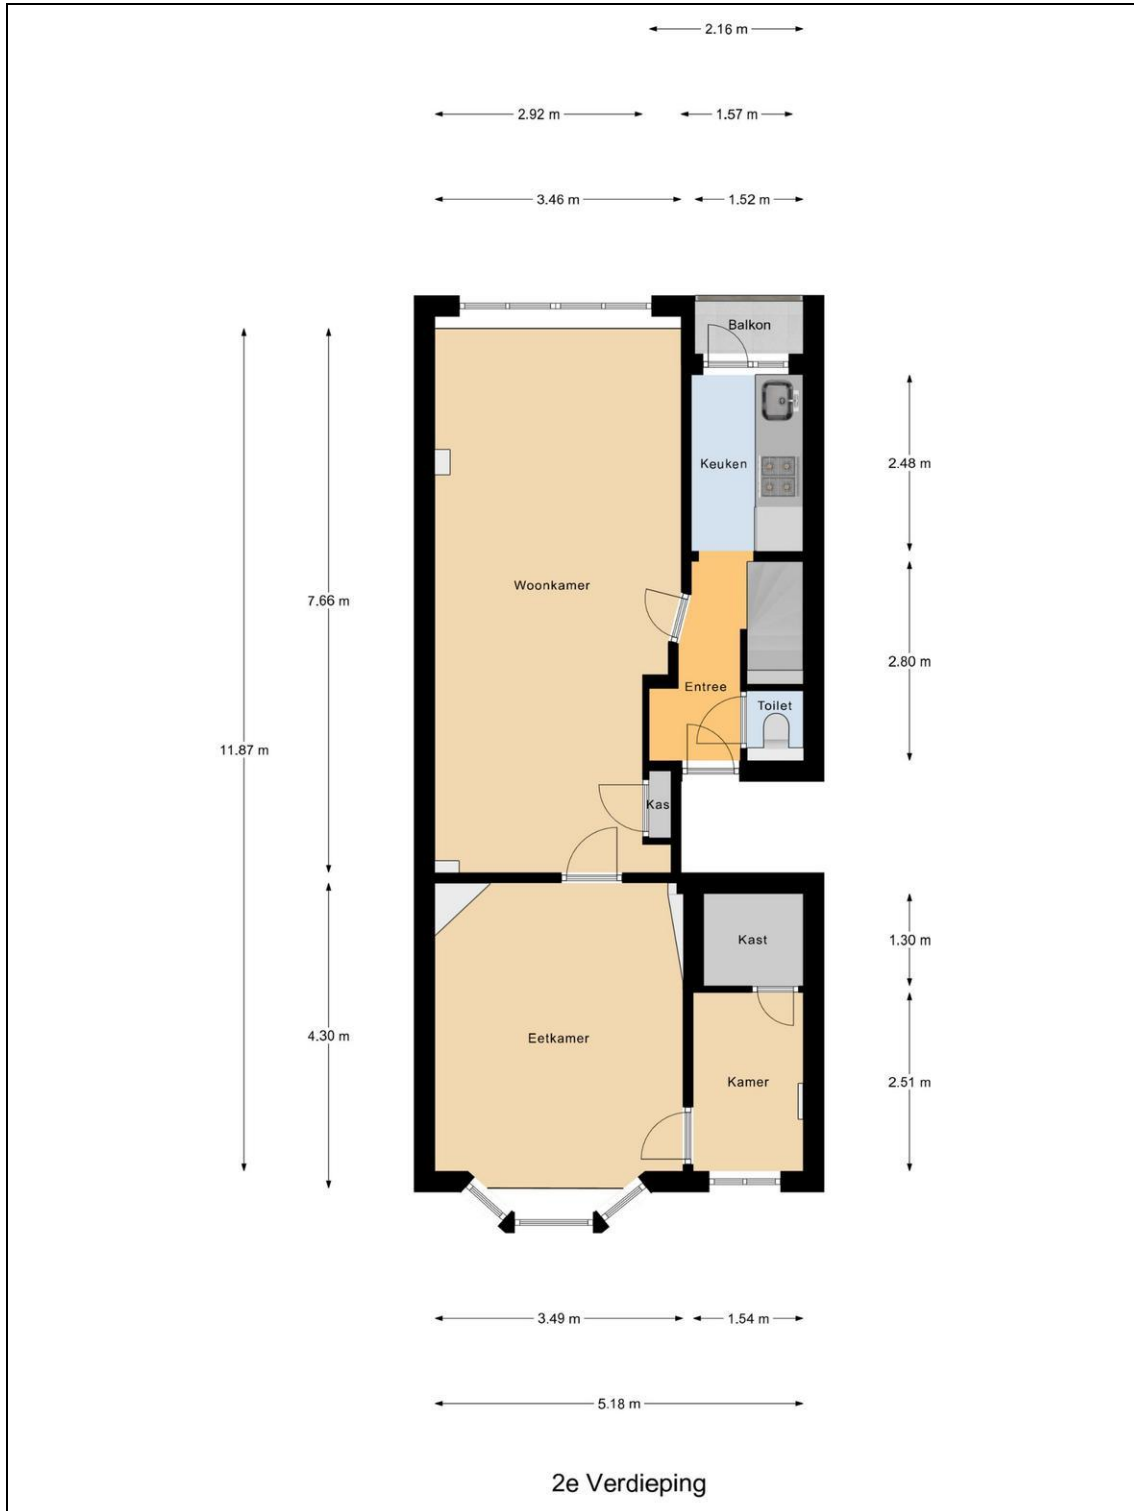 2.16 m
2.92 m
1.57 m
3.46 m
1.52 m
Balkon
Keuken
2.48 m
Woonkamer
7.66 m
2.80 m
Entree
Toilet
11.87 m
Kas
Kast
1.30 m
4.30 m
Eetkamer
Kamer
2.51 m
3.49 m
1.54 m
5.18 m
2e Verdieping